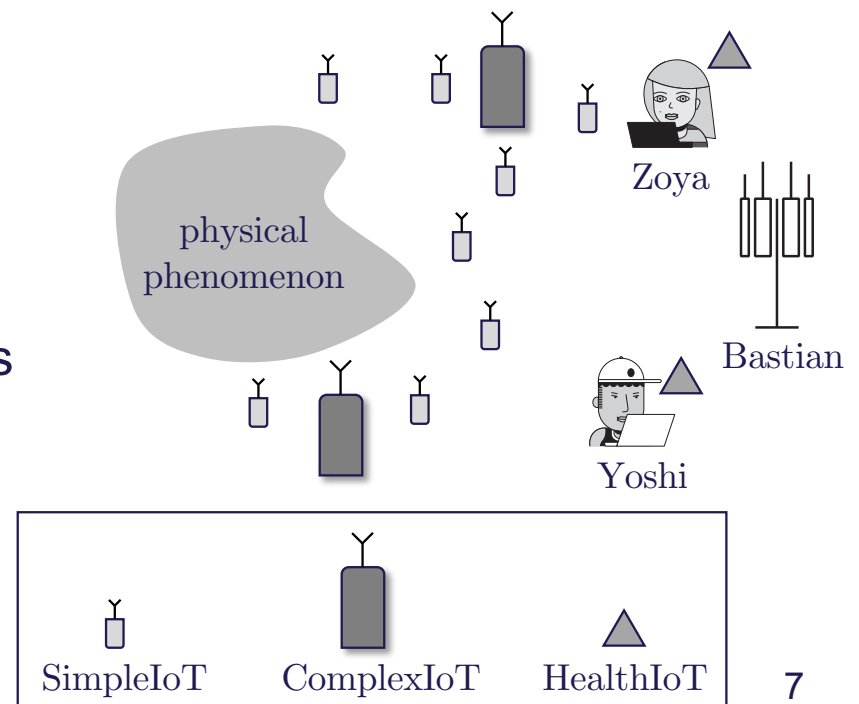 Zoya
physical
phenomenon
s
Bastian
Yoshi
SimpleIoT ComplexIoT HealthIoT
7